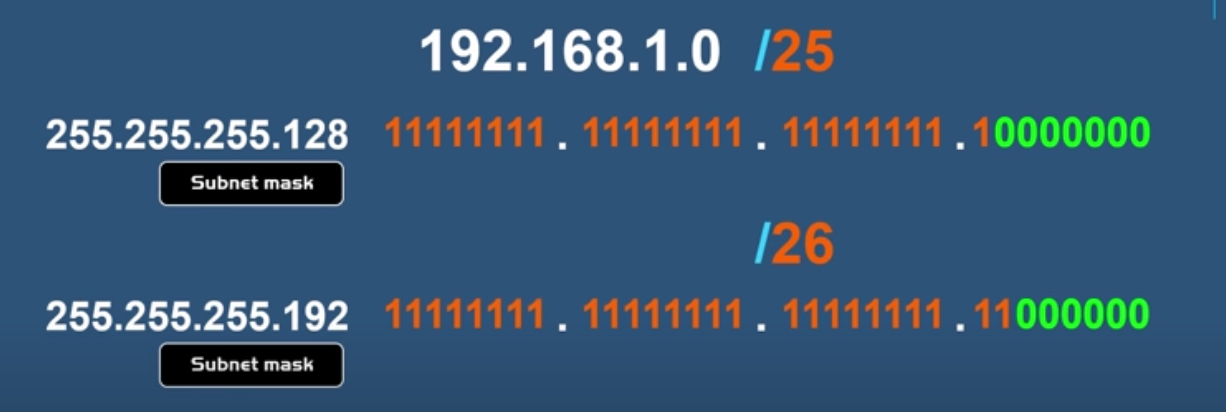 192.168.1.0 /25
255.255.255.128 11111111 . 11111111 . 11111111 . 10000000
Subnet mask
/26
255.255.255.192 11111111 . 11111111 . 11111111 . 11000000
Subnet mask